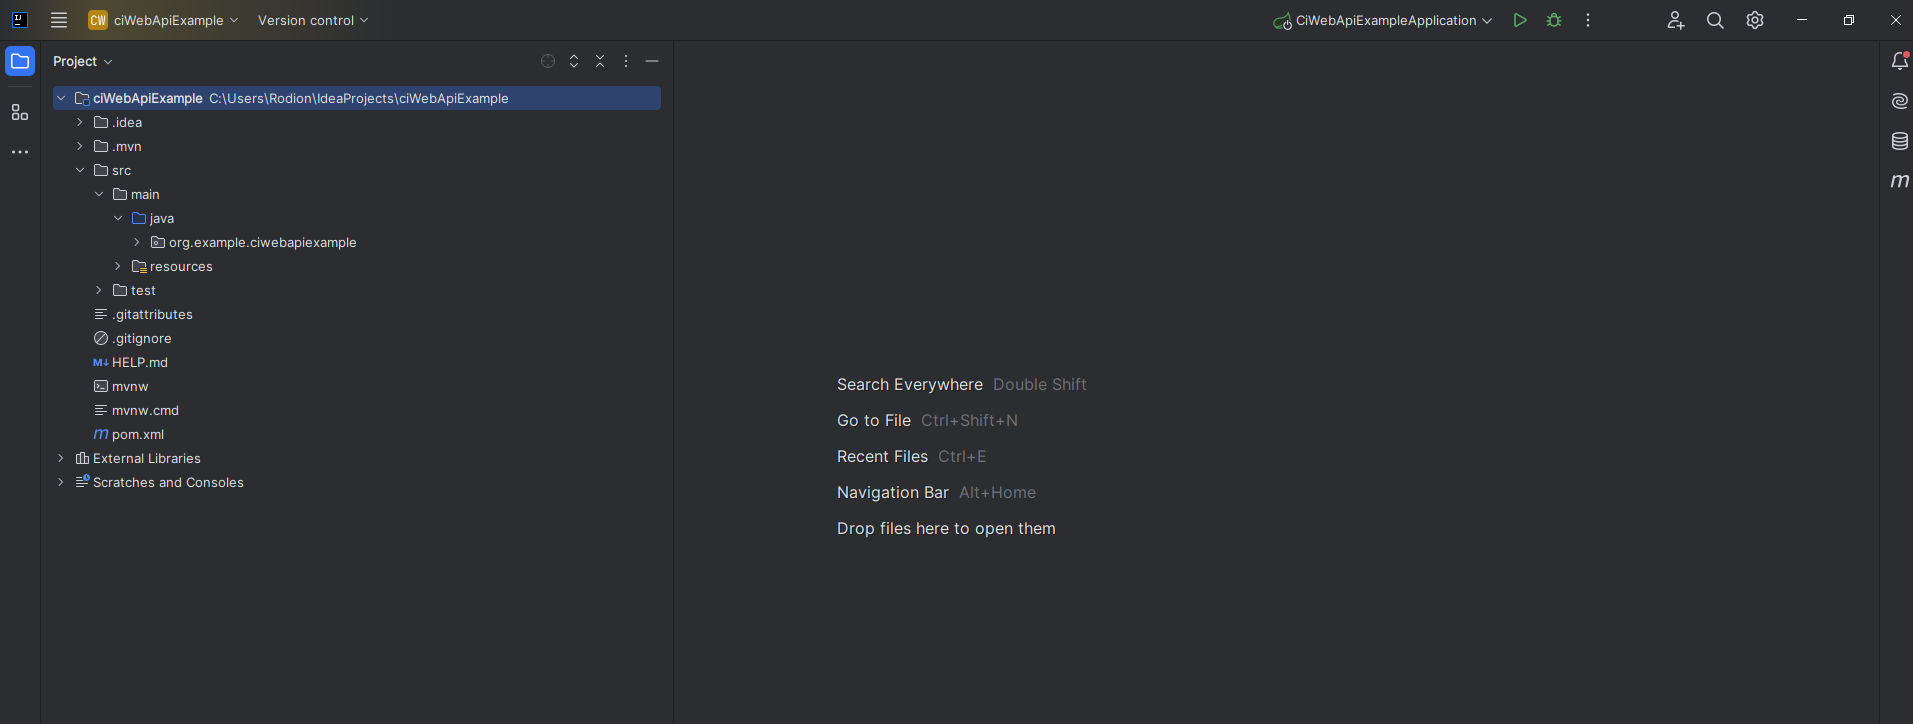 CW ciWebApiExample Version control CiWebApiExampleApplication
Project
ciWebApiExample C:\Users\Rodion\IdeaProjects\ciWebApiExample
.idea
.mvn
src
main
java
org.example.ciwebapiexample
resources
test
.gitattributes
.gitignore
M↓ HELP.md
mvnw
mvnw.cmd
m pom.xml
External Libraries
Scratches and Consoles
Search Everywhere Double Shift
Go to File Ctrl+Shift+N
Recent Files Ctrl+E
Navigation Bar Alt+Home
Drop files here to open them
m